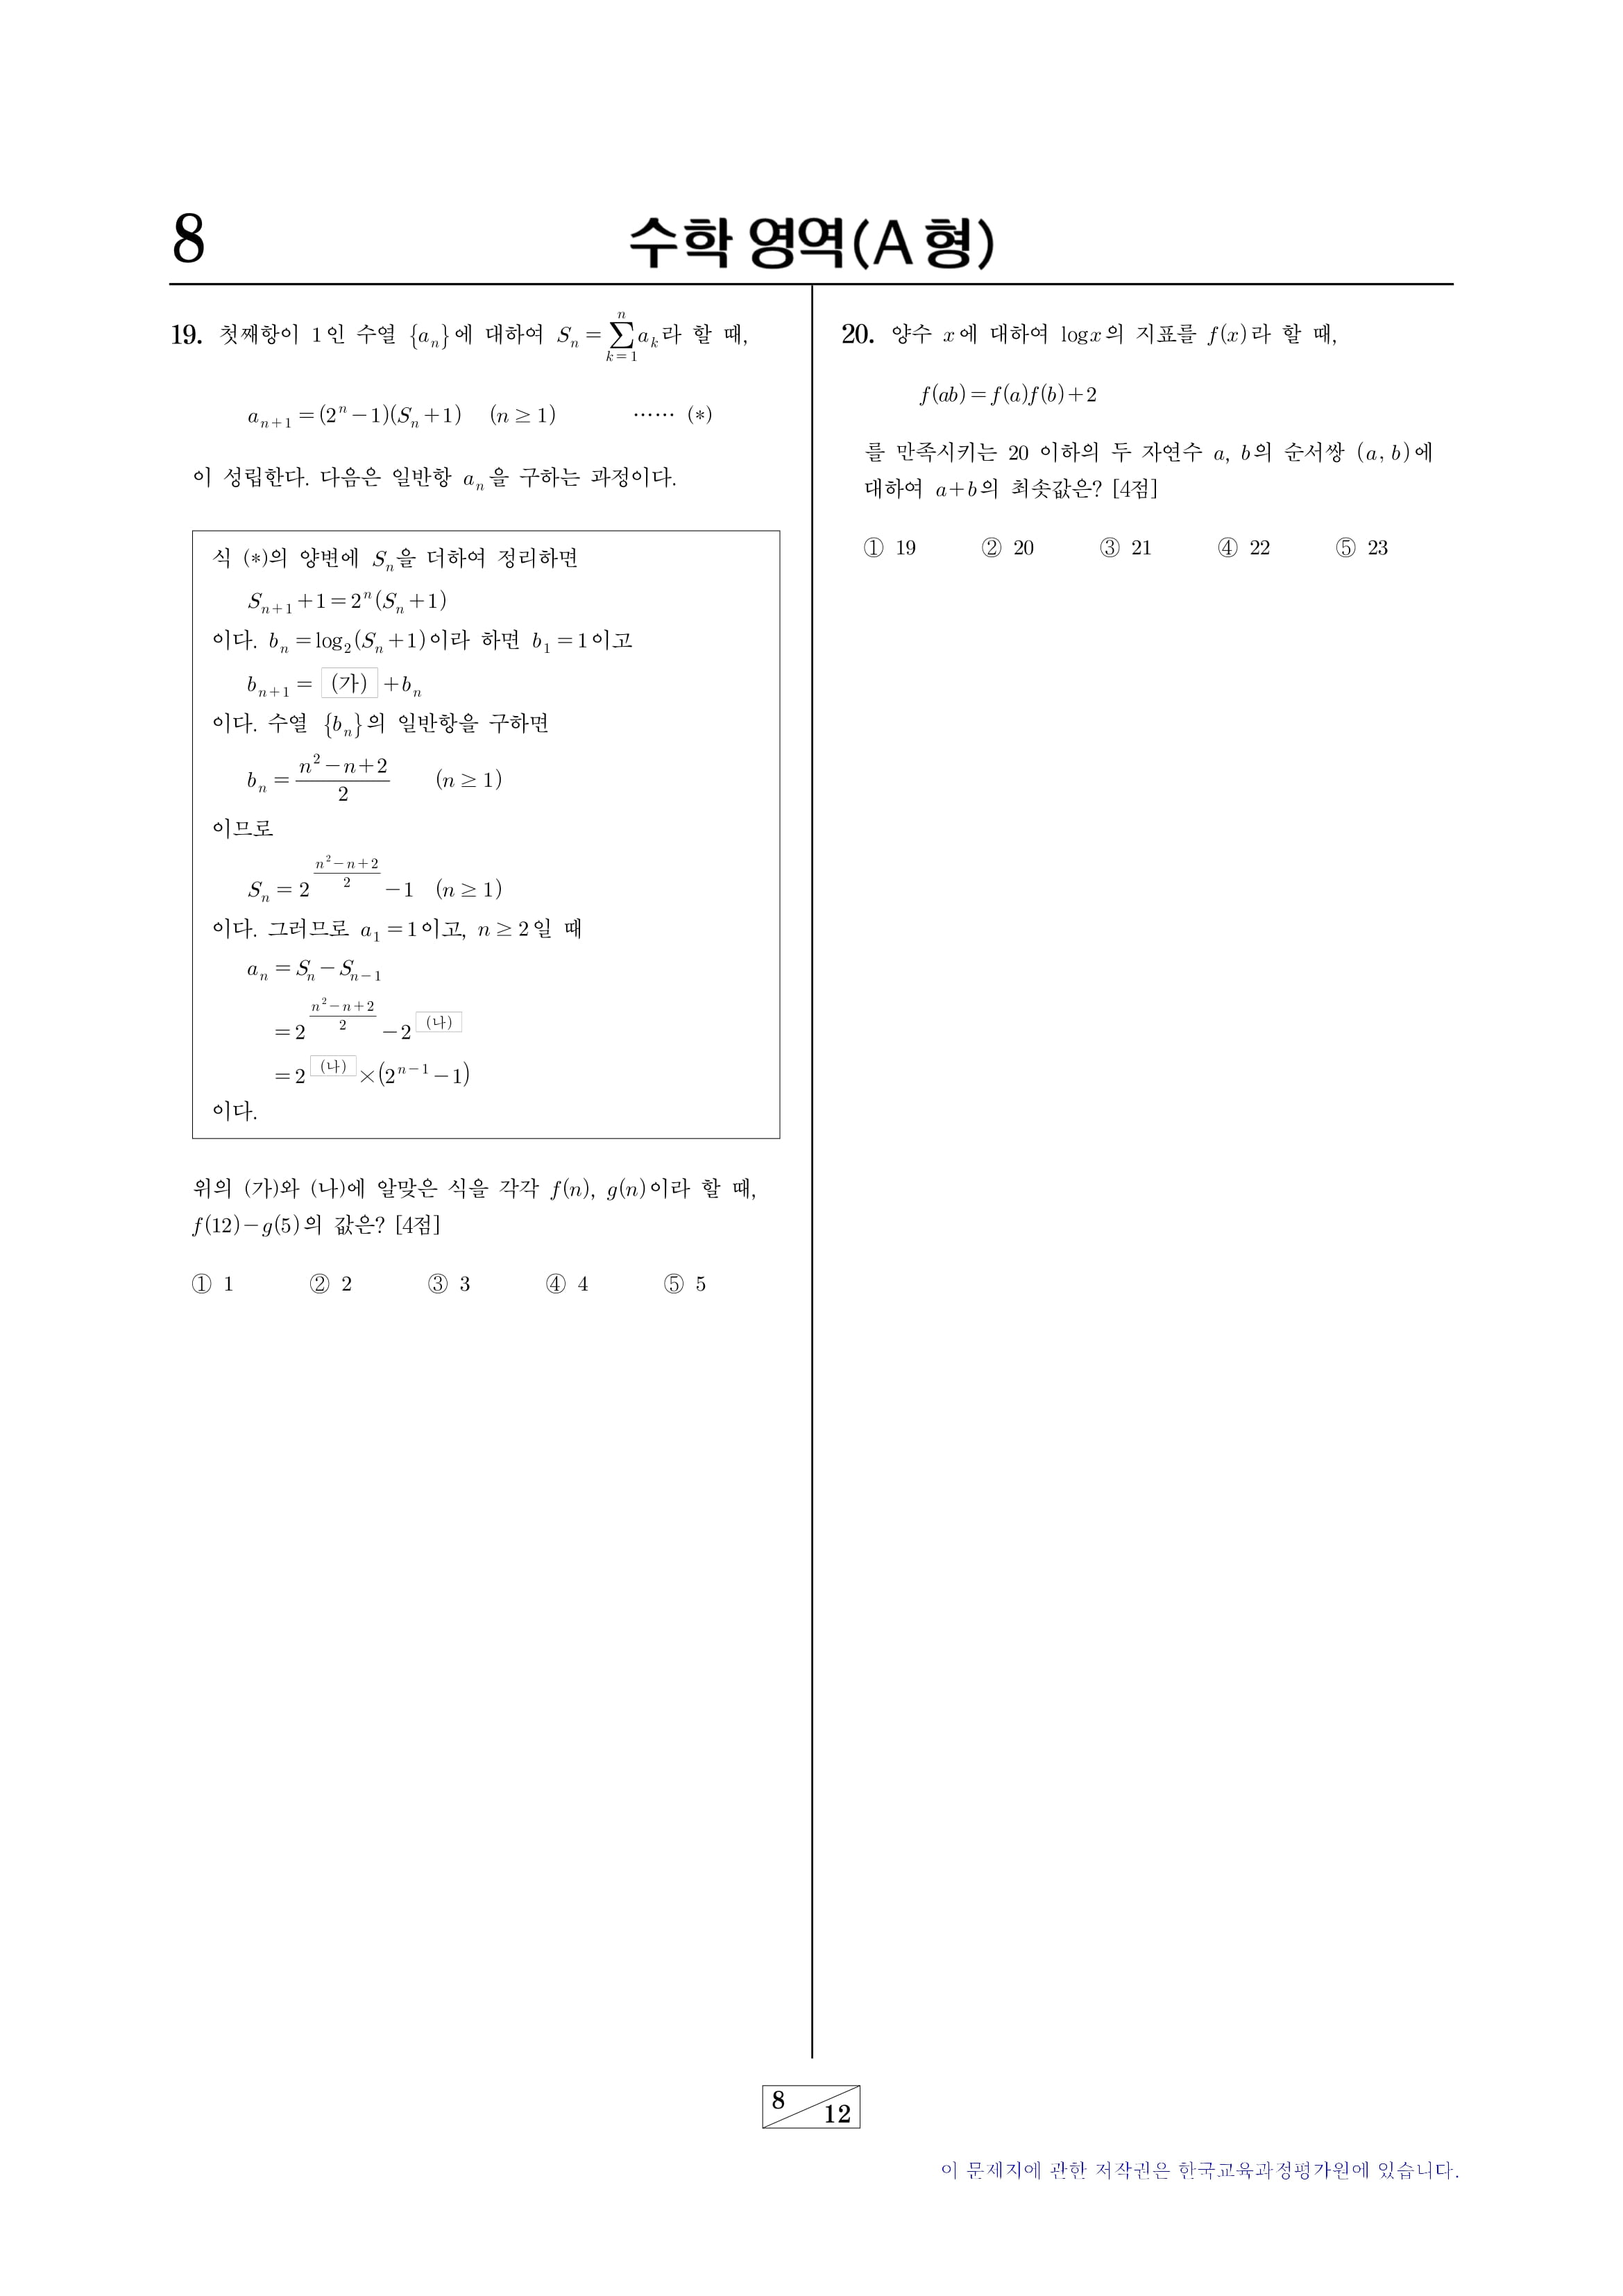 8
수학 영역(A형)
19. 첫째항이 1인 수열 {a_n}에 대하여 S_n = \sum_{k=1}^{n} a_k라 할 때,
a_{n+1} = (2^n − 1)(S_n + 1) (n ≥ 1) ⋯⋯ (*)
이 성립한다. 다음은 일반항 a_n을 구하는 과정이다.
식 (*)의 양변에 S_n을 더하여 정리하면
S_{n+1} + 1 = 2^n (S_n + 1)
이다. b_n = log_2(S_n + 1)이라 하면 b_1 = 1이고
b_{n+1} = (가) + b_n
이다. 수열 {b_n}의 일반항을 구하면
b_n = \frac{n^2 − n + 2}{2} (n ≥ 1)
이므로
S_n = 2^{\frac{n^2 − n + 2}{2}} − 1 (n ≥ 1)
이다. 그러므로 a_1 = 1이고, n ≥ 2일 때
a_n = S_n − S_{n−1}
= 2^{\frac{n^2 − n + 2}{2}} − 2^{(나)}
= 2^{(나)} × (2^{n−1} − 1)
이다.
위의 (가)와 (나)에 알맞은 식을 각각 f(n), g(n)이라 할 때,
f(12) − g(5)의 값은? [4점]
① 1 ② 2 ③ 3 ④ 4 ⑤ 5
20. 양수 x에 대하여 log x의 지표를 f(x)라 할 때,
f(ab) = f(a)f(b) + 2
를 만족시키는 20 이하의 두 자연수 a, b의 순서쌍 (a, b)에
대하여 a+b의 최솟값은? [4점]
① 19 ② 20 ③ 21 ④ 22 ⑤ 23
8
12
이 문제지에 관한 저작권은 한국교육과정평가원에 있습니다.